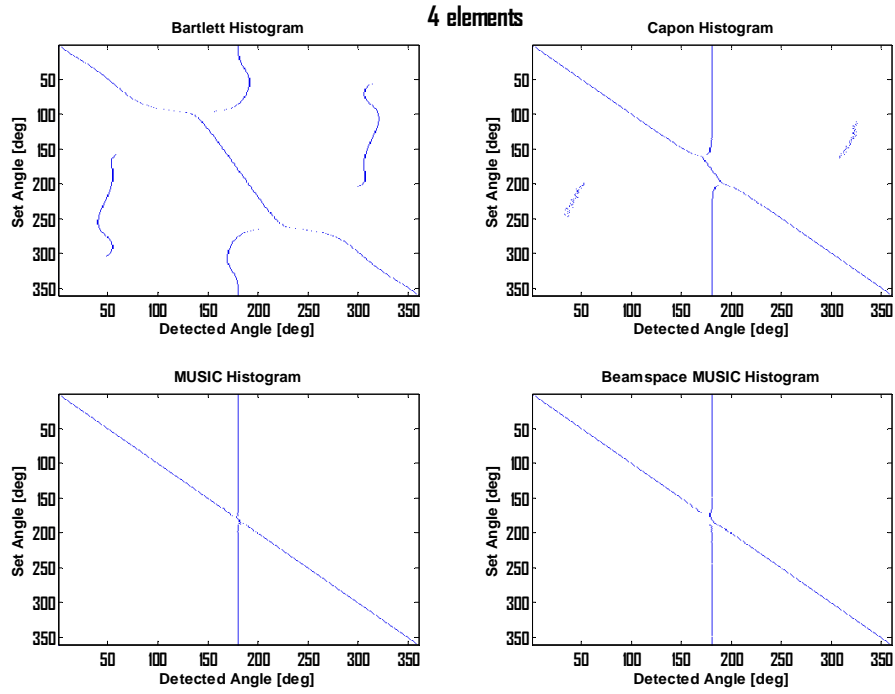 4 elements
Bartlett Histogram
Set Angle [deg]
50
100
150
200
250
300
350
50 100 150 200 250 300 350
Detected Angle [deg]
Capon Histogram
Set Angle [deg]
50
100
150
200
250
300
350
50 100 150 200 250 300 350
Detected Angle [deg]
MUSIC Histogram
Set Angle [deg]
50
100
150
200
250
300
350
50 100 150 200 250 300 350
Detected Angle [deg]
Beamspace MUSIC Histogram
Set Angle [deg]
50
100
150
200
250
300
350
50 100 150 200 250 300 350
Detected Angle [deg]